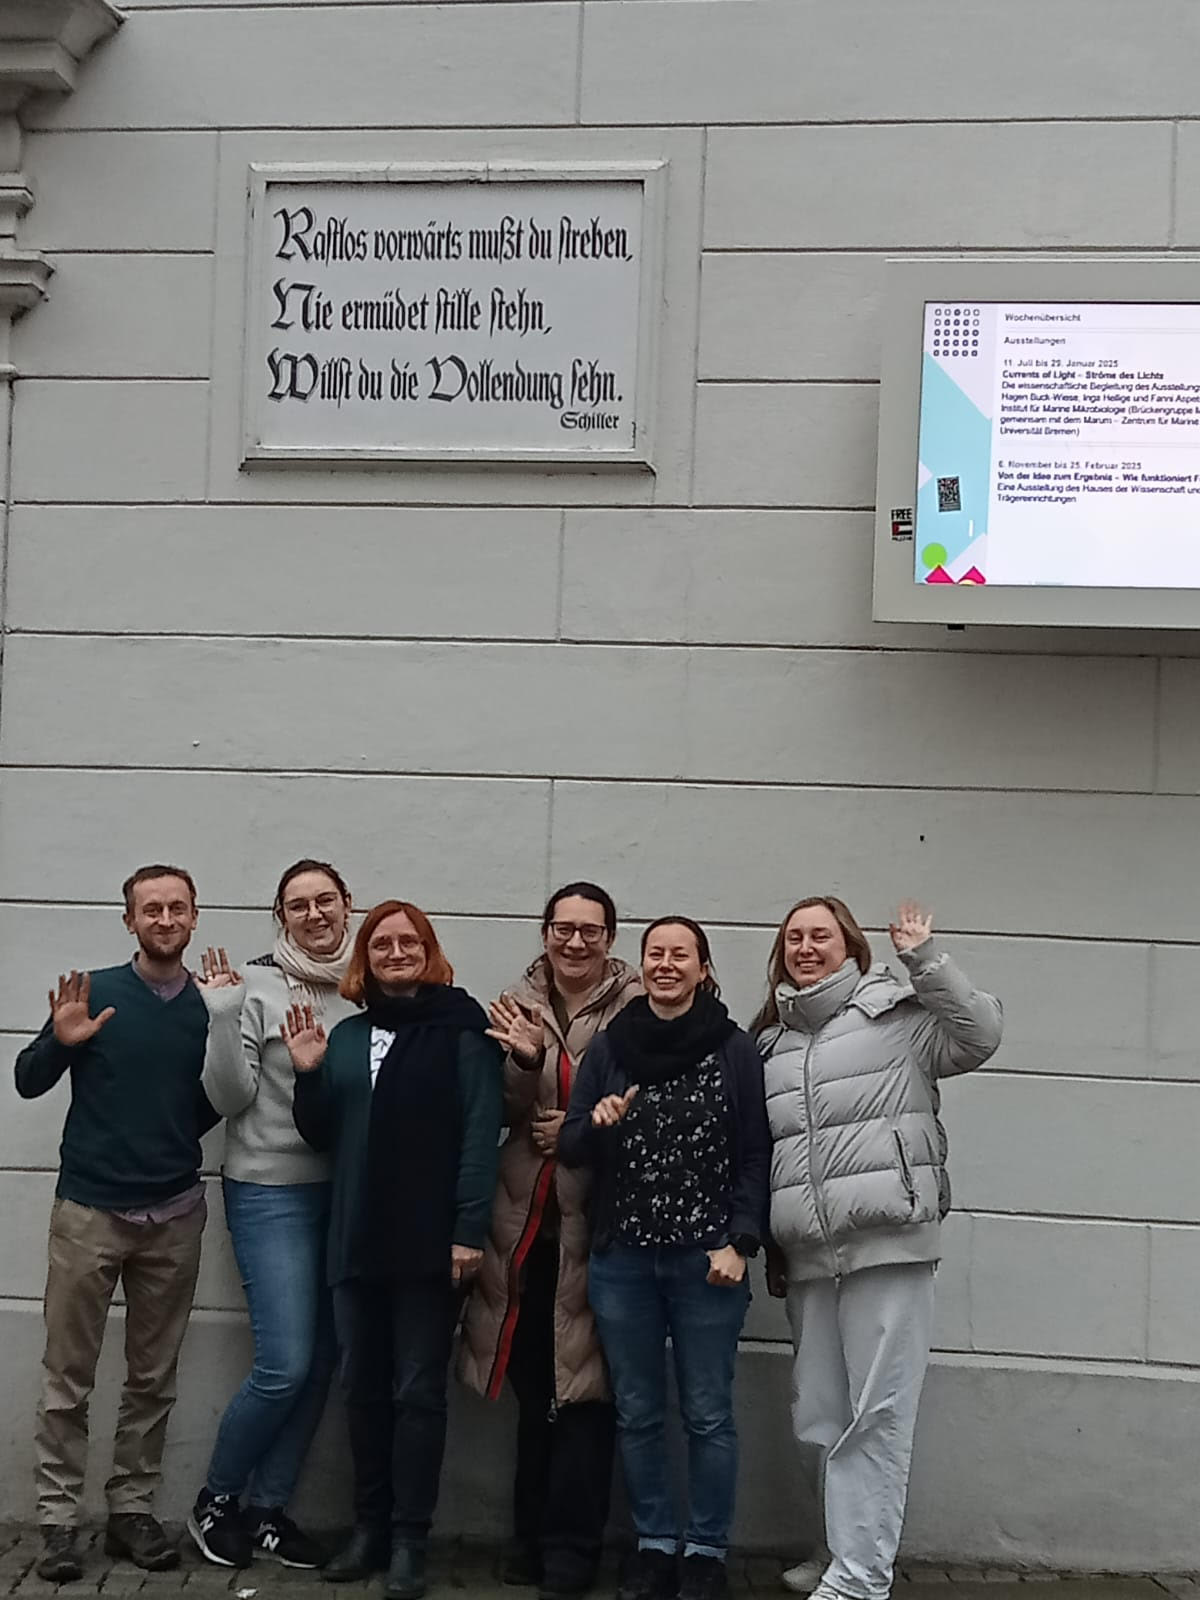 Rastlos vorwärts mußt du streben,
Nie ermüdet stille stehn,
Willst du die Vollendung sehn.
Schiller
Wochenübersicht
Ausstellungen
11. Juli bis 29. Januar 2025
Currents of Light – Ströme des Lichts
Die wissenschaftliche Begleitung des Ausstellungs
Hagen Buck-Wiese, Inga Hellige und Fanni Aspet
Institut für Marine Mikrobiologie (Brückengruppe M
gemeinsam mit dem Marum – Zentrum für Marine
Universität Bremen)
6. November bis 25. Februar 2025
Von der Idee zum Ergebnis – Wie funktioniert F
Eine Ausstellung des Hauses der Wissenschaft und
Trägereinrichtungen
FREE
N
N